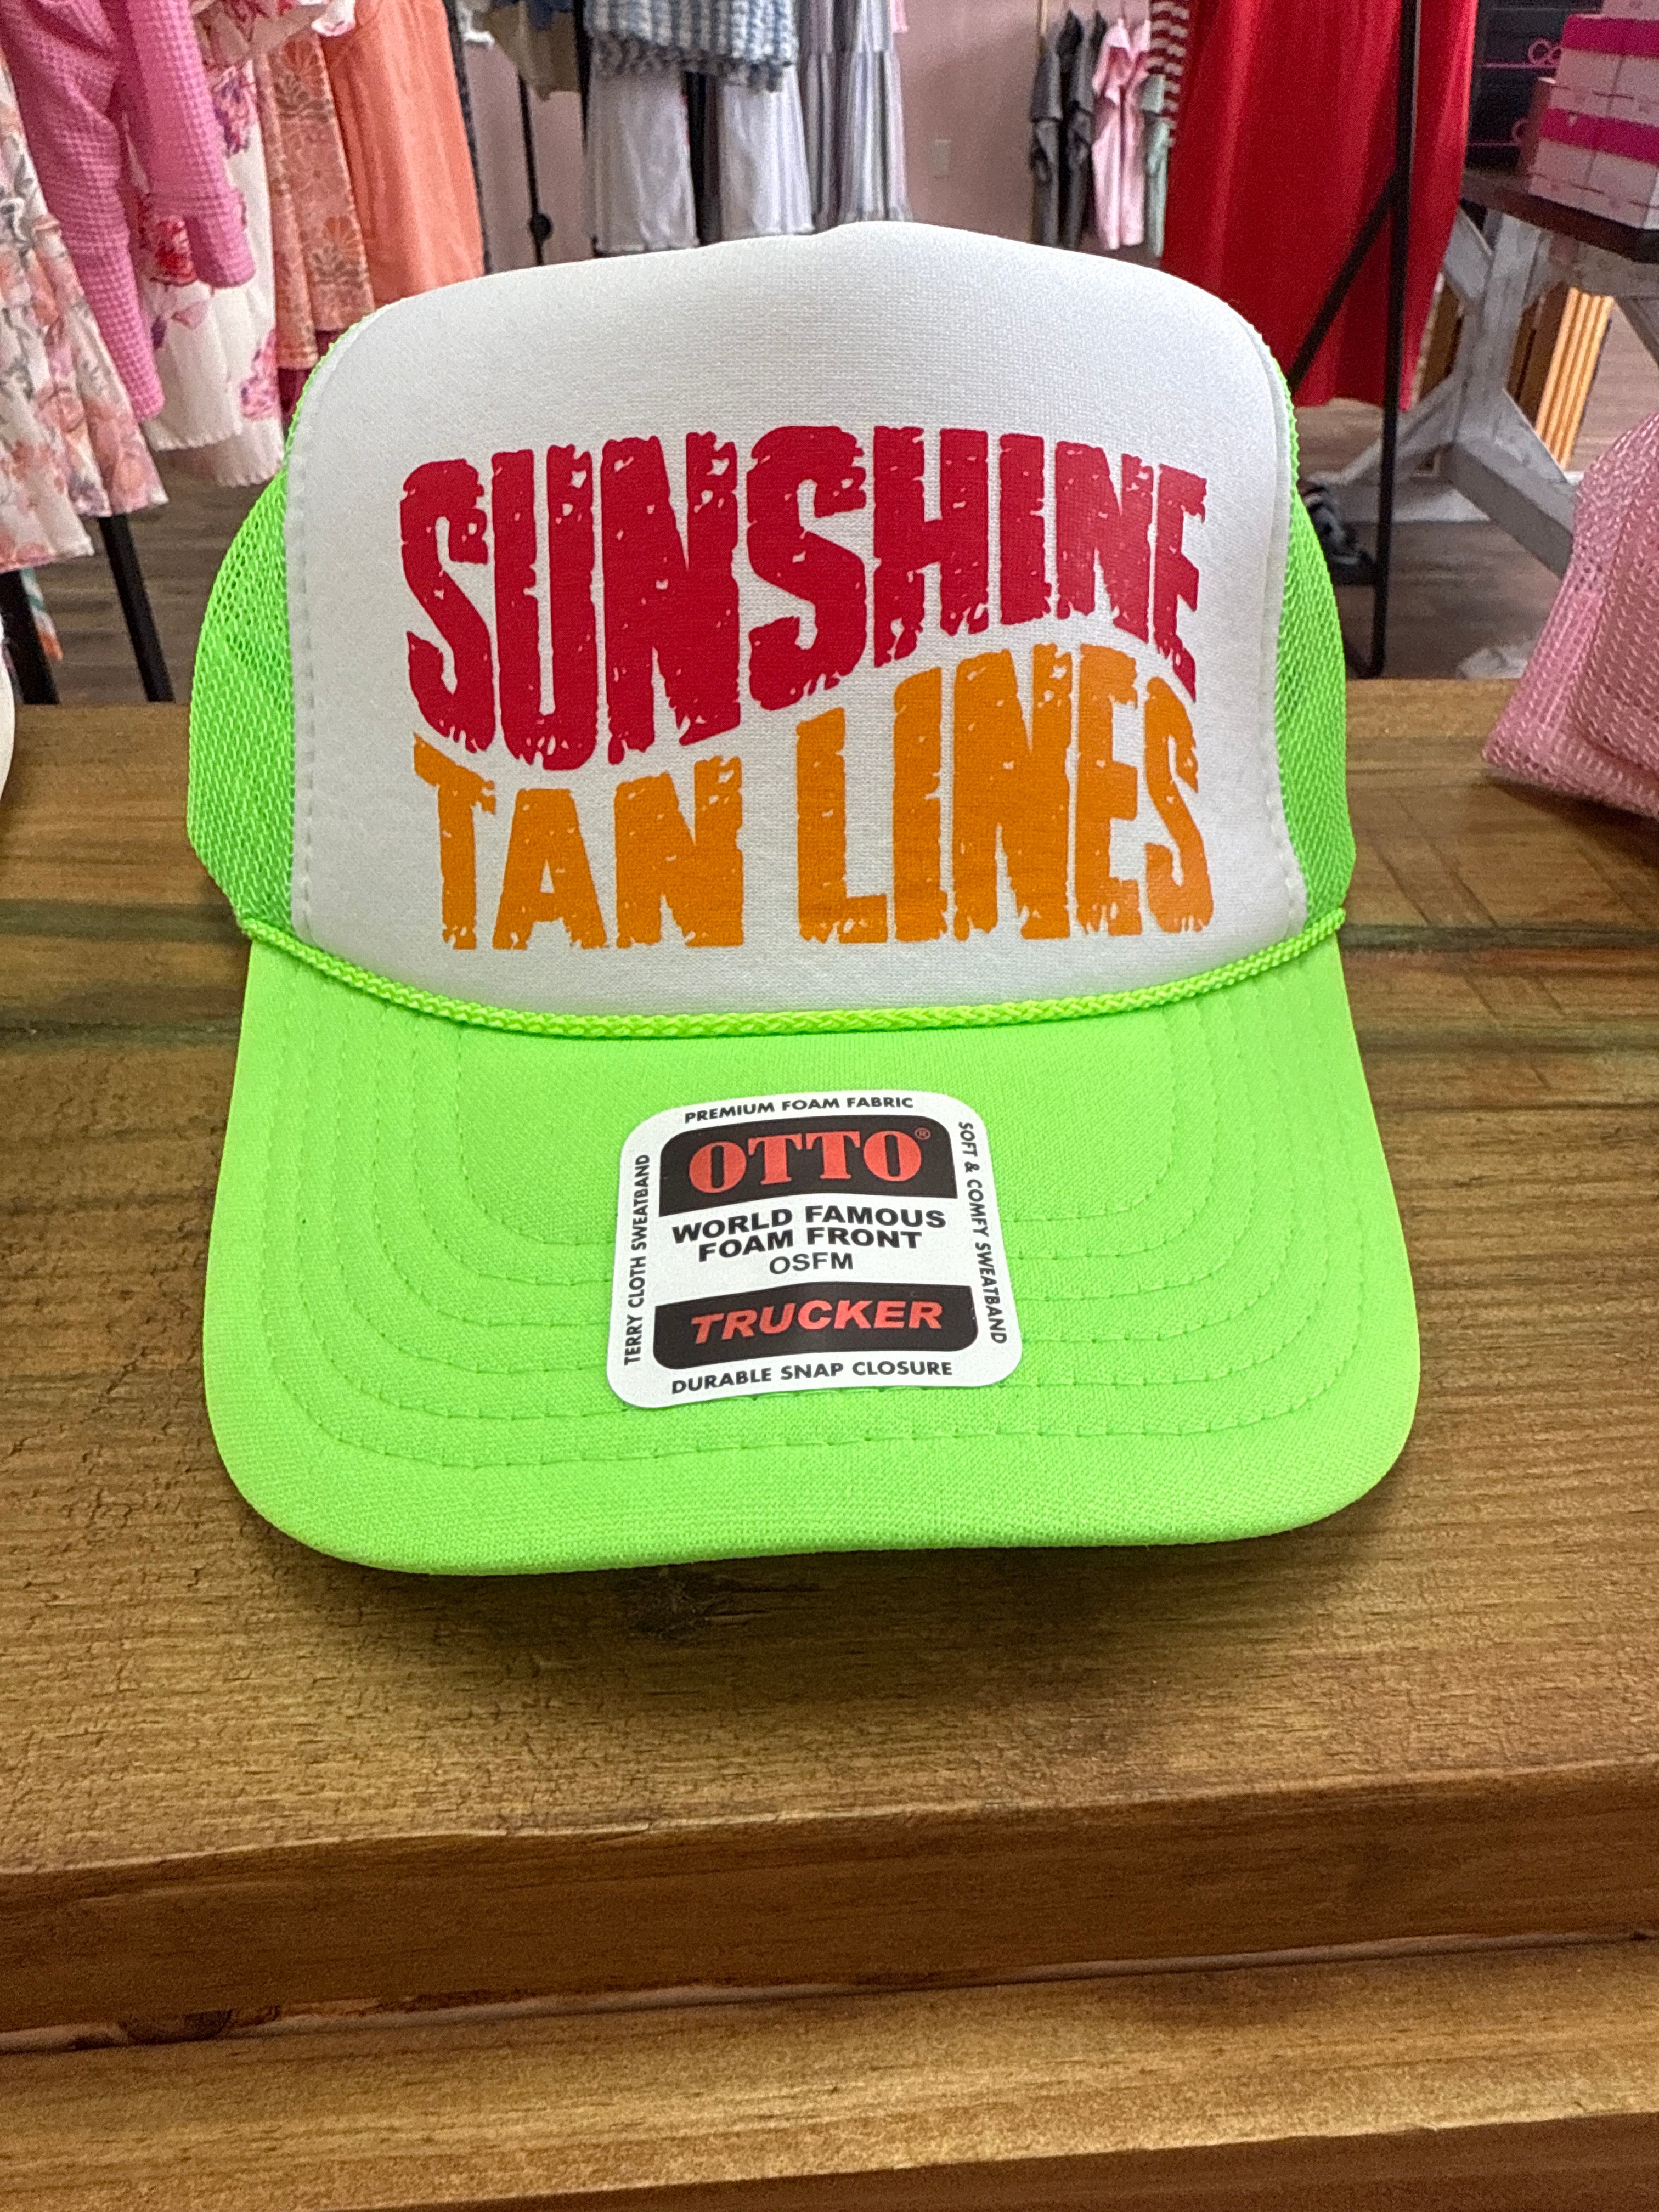 SUNSHINE
TAN LINES
PREMIUM FOAM FABRIC
OTTO®
WORLD FAMOUS
FOAM FRONT
OSFM
TRUCKER
DURABLE SNAP CLOSURE
TERRY CLOTH SWEATBAND
SOFT & COMFY SWEATBAND